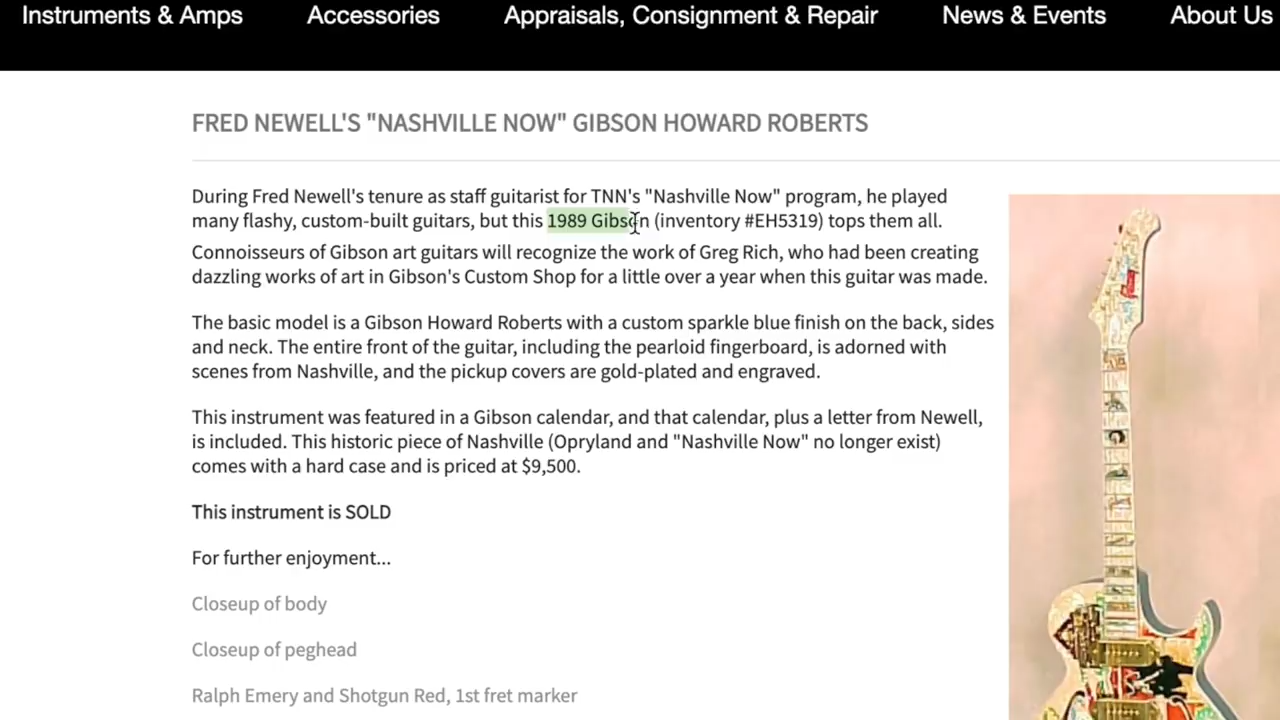 Instruments & Amps Accessories Appraisals, Consignment & Repair News & Events About Us
FRED NEWELL'S "NASHVILLE NOW" GIBSON HOWARD ROBERTS
During Fred Newell's tenure as staff guitarist for TNN's "Nashville Now" program, he played
many flashy, custom-built guitars, but this 1989 Gibson (inventory #EH5319) tops them all.
Connoisseurs of Gibson art guitars will recognize the work of Greg Rich, who had been creating
dazzling works of art in Gibson's Custom Shop for a little over a year when this guitar was made.
The basic model is a Gibson Howard Roberts with a custom sparkle blue finish on the back, sides
and neck. The entire front of the guitar, including the pearloid fingerboard, is adorned with
scenes from Nashville, and the pickup covers are gold-plated and engraved.
This instrument was featured in a Gibson calendar, and that calendar, plus a letter from Newell,
is included. This historic piece of Nashville (Opryland and "Nashville Now" no longer exist)
comes with a hard case and is priced at $9,500.
This instrument is SOLD
For further enjoyment...
Closeup of body
Closeup of peghead
Ralph Emery and Shotgun Red, 1st fret marker